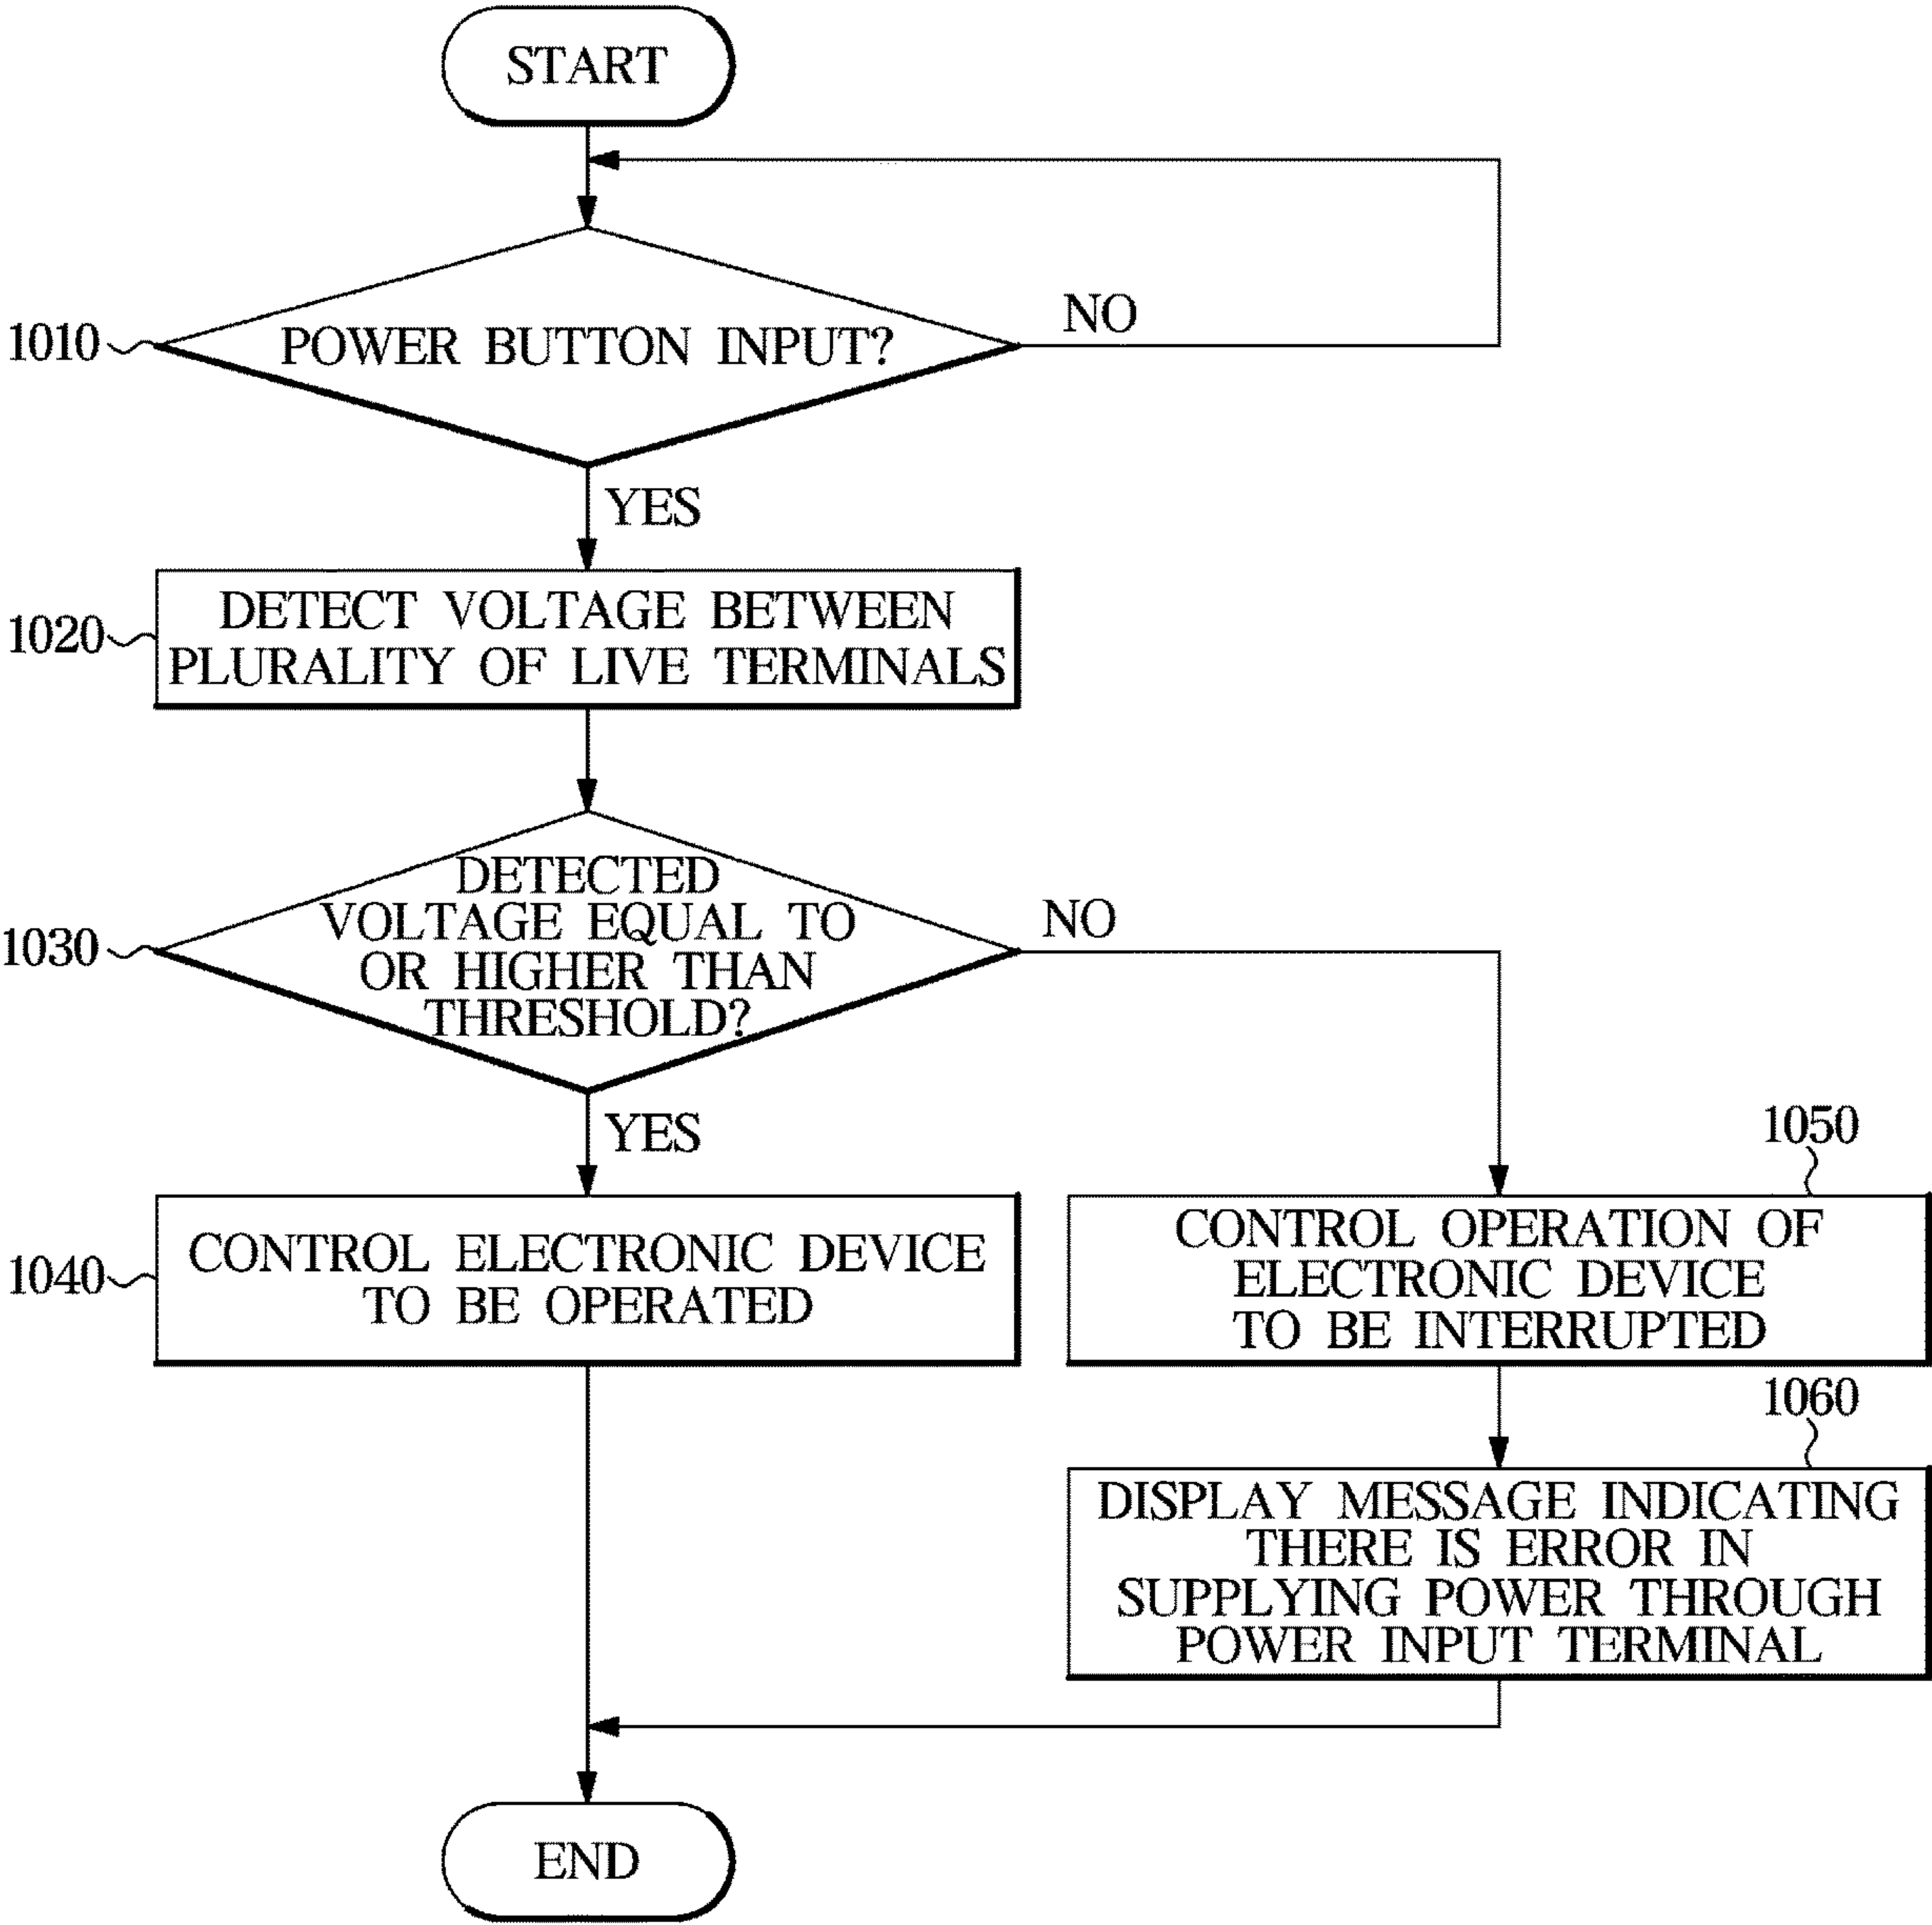 START
1010
POWER BUTTON INPUT?
NO
YES
1020
DETECT VOLTAGE BETWEEN
PLURALITY OF LIVE TERMINALS
1030
DETECTED
VOLTAGE EQUAL TO
OR HIGHER THAN
THRESHOLD?
NO
YES
1040
CONTROL ELECTRONIC DEVICE
TO BE OPERATED
1050
CONTROL OPERATION OF
ELECTRONIC DEVICE
TO BE INTERRUPTED
1060
DISPLAY MESSAGE INDICATING
THERE IS ERROR IN
SUPPLYING POWER THROUGH
POWER INPUT TERMINAL
END